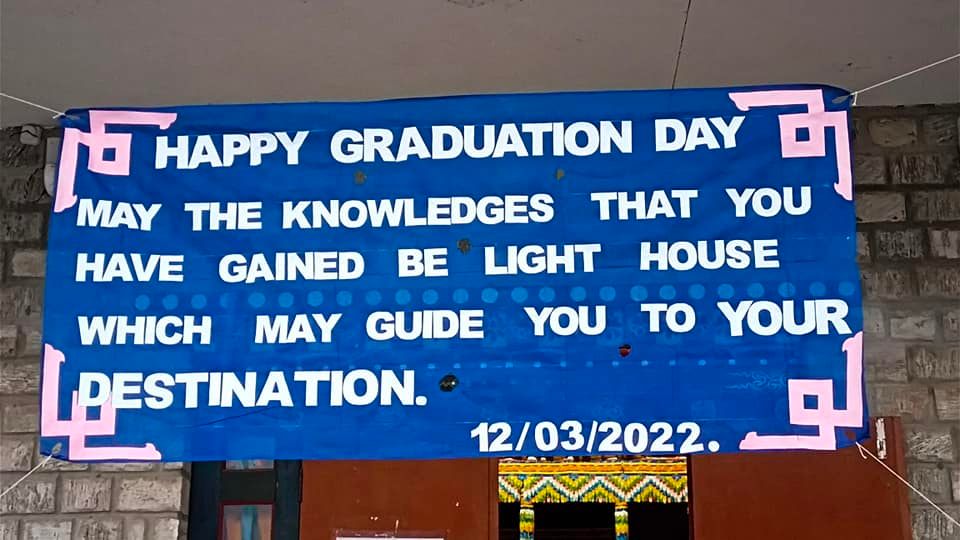 HAPPY GRADUATION DAY
MAY THE KNOWLEDGES THAT YOU
HAVE GAINED BE LIGHT HOUSE
WHICH MAY GUIDE YOU TO YOUR
DESTINATION.
12/03/2022.